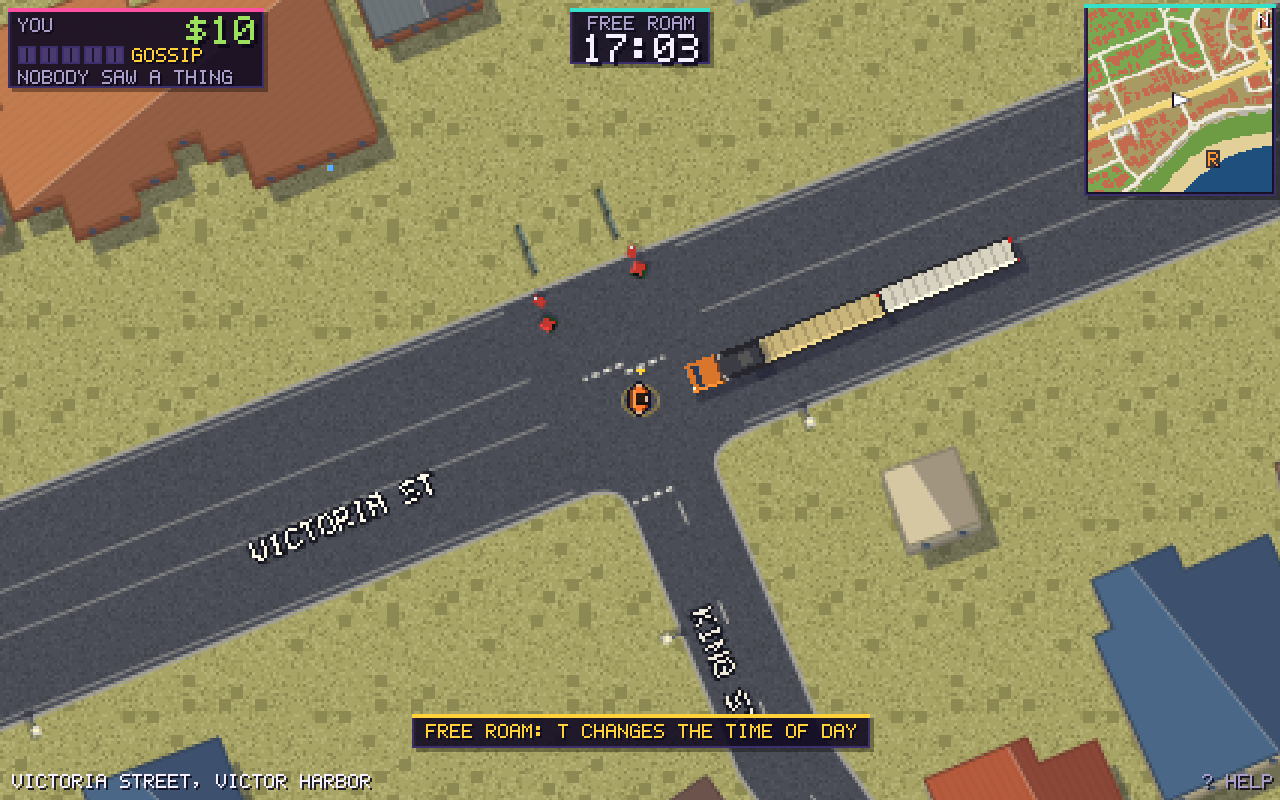 YOU
$10
GOSSIP
NOBODY SAW A THING
FREE ROAM
17:03
N
R
VICTORIA ST
KING S
FREE ROAM: T CHANGES THE TIME OF DAY
VICTORIA STREET, VICTOR HARBOR
? HELP